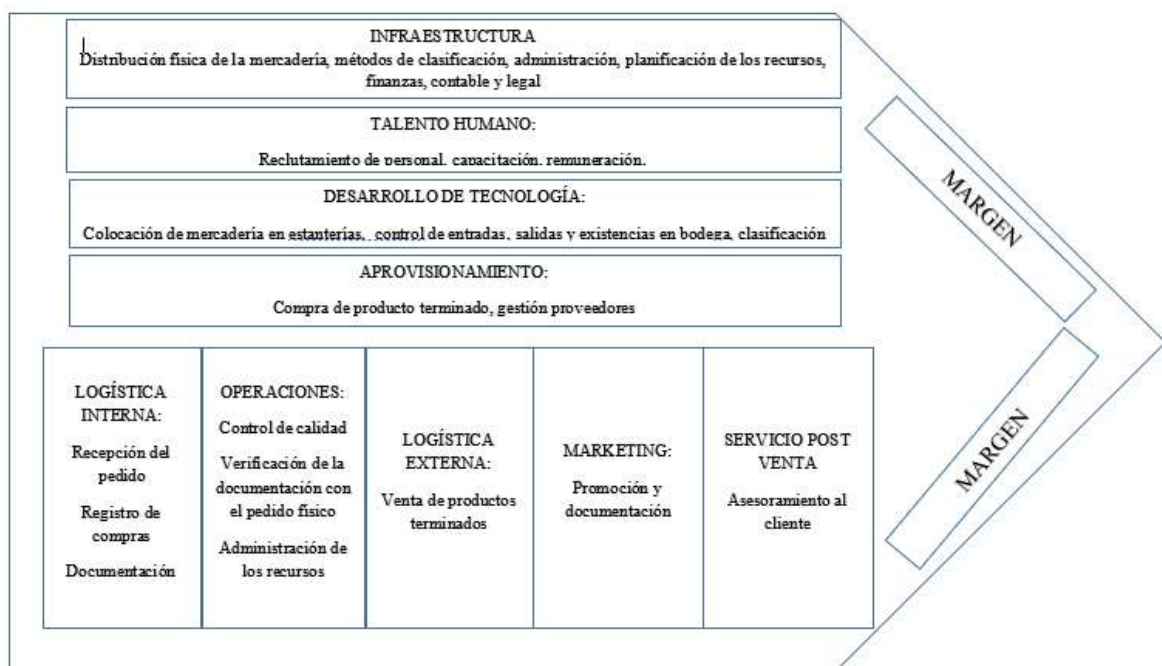 INFRAESTRUCTURA
Distribución física de la mercadería, métodos de clasificación, administración, planificación de los recursos,
finanzas, contable y legal
TALENTO HUMANO:
Reclutamiento de personal, capacitación, remuneración.
DESARROLLO DE TECNOLOGÍA:
Colocación de mercadería en estanterías, control de entradas, salidas y existencias en bodega, clasificación
APROVISIONAMIENTO:
Compra de producto terminado, gestión proveedores
LOGÍSTICA
INTERNA:
Recepción del
pedido
Registro de
compras
Documentación
OPERACIONES:
Control de calidad
Verificación de la
documentación con
el pedido físico
Administración de
los recursos
LOGÍSTICA
EXTERNA:
Venta de productos
terminados
MARKETING:
Promoción y
documentación
SERVICIO POST
VENTA
Asesoramiento al
cliente
MARGEN
MARGEN